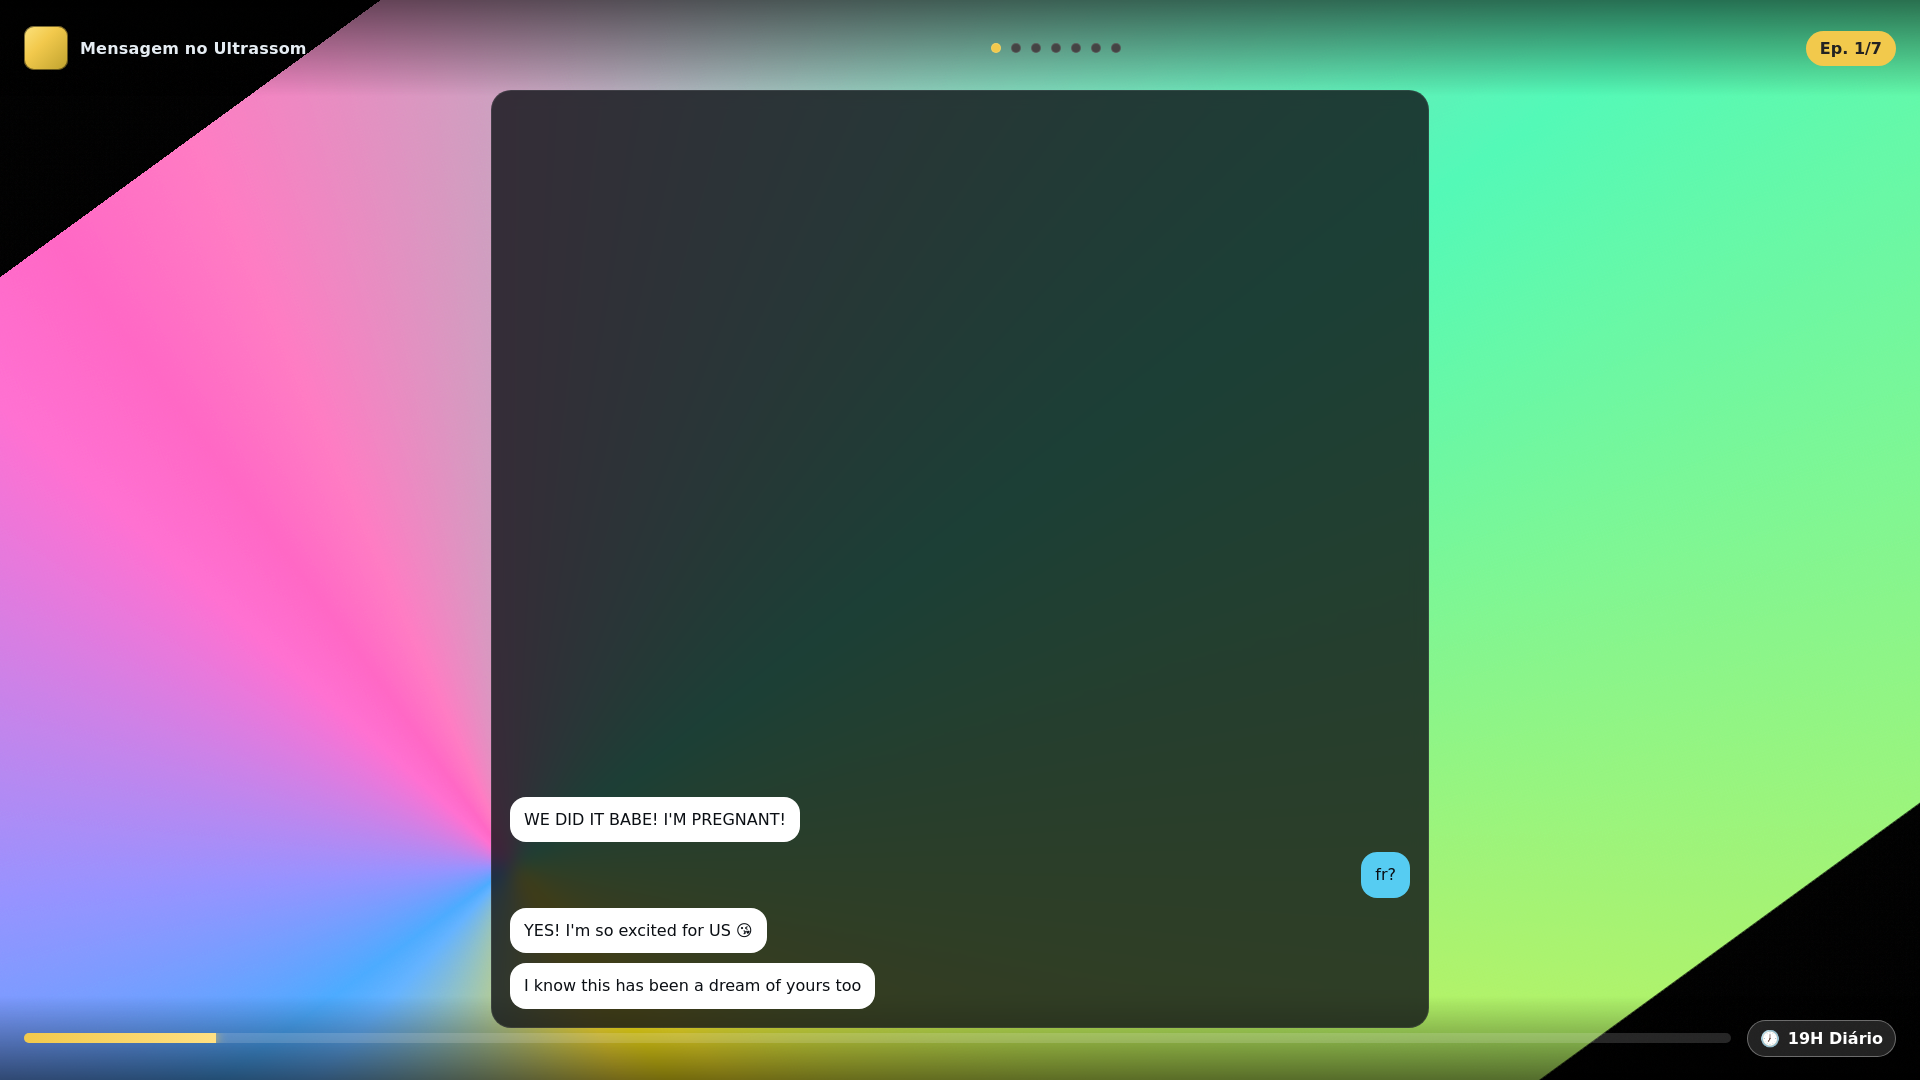 Mensagem no Ultrassom
Ep. 1/7
WE DID IT BABE! I'M PREGNANT!
fr?
YES! I'm so excited for US 😘
I know this has been a dream of yours too
🕖 19H Diário